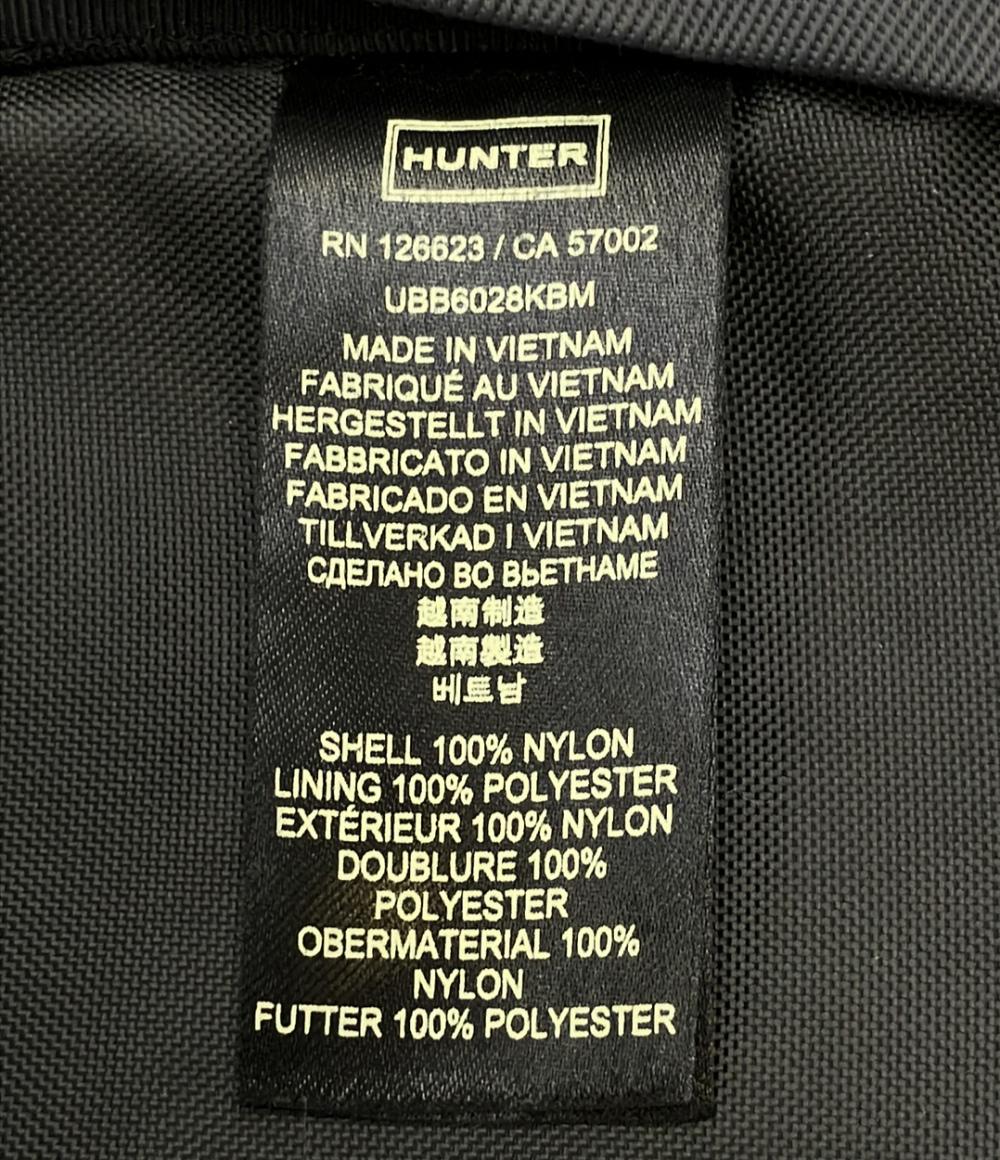 HUNTER
RN 126623 / CA 57002
UBB6028KBM
MADE IN VIETNAM
FABRIQUÉ AU VIETNAM
HERGESTELLT IN VIETNAM
FABBRICATO IN VIETNAM
FABRICADO EN VIETNAM
TILLVERKAD I VIETNAM
СДЕЛАНО ВО ВЬЕТНАМЕ
越南制造
越南製造
베트남
SHELL 100% NYLON
LINING 100% POLYESTER
EXTÉRIEUR 100% NYLON
DOUBLURE 100%
POLYESTER
OBERMATERIAL 100%
NYLON
FUTTER 100% POLYESTER